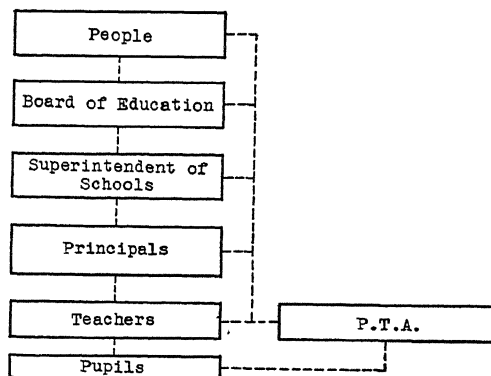 People
Board of Education
Superintendent of
Schools
Principals
Teachers
P.T.A.
Pupils